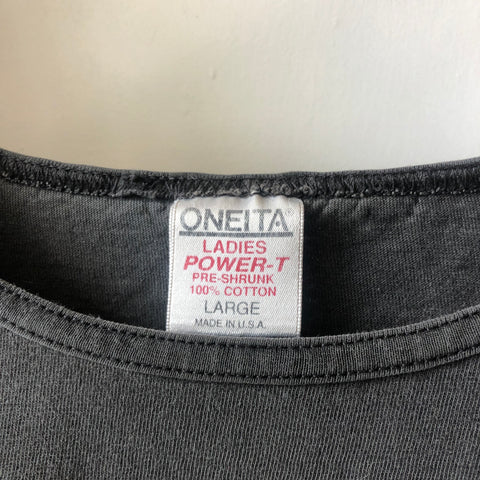 ONEITA®
LADIES
POWER-T
PRE-SHRUNK
100% COTTON
LARGE
MADE IN U.S.A.